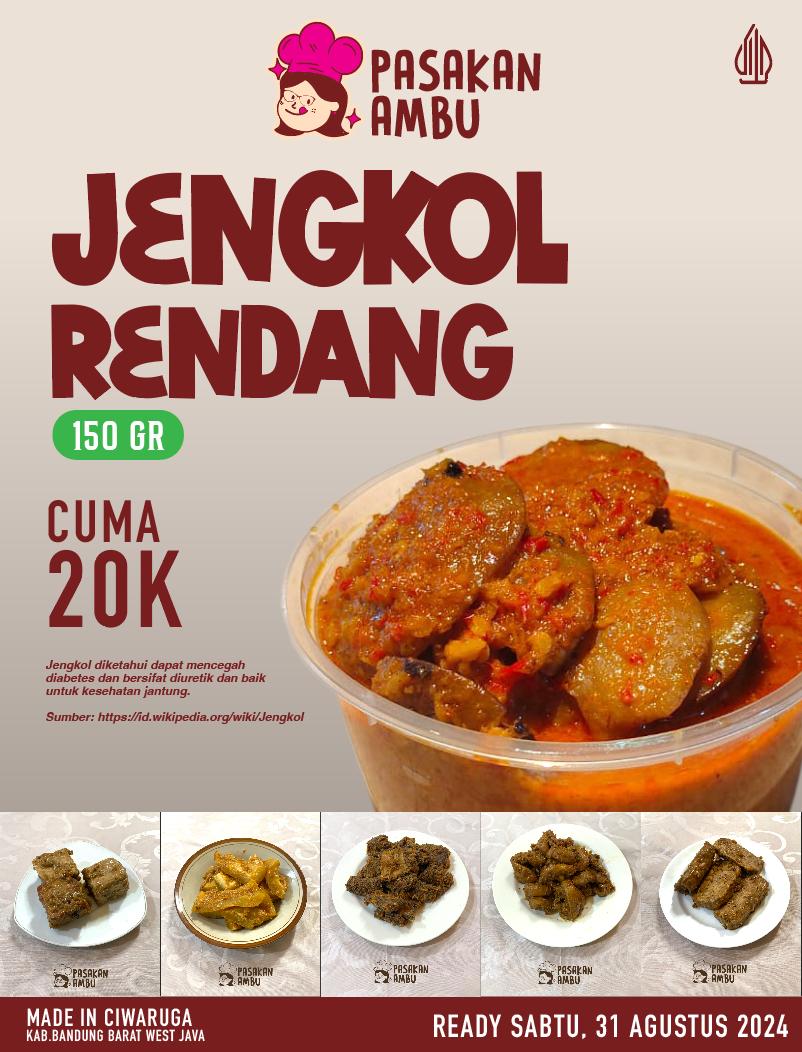 PASAKAN
AMBU
JENGKOL
RENDANG
150 GR
CUMA
20K
Jengkol diketahui dapat mencegah
diabetes dan bersifat diuretik dan baik
untuk kesehatan jantung.
Sumber: https://id.wikipedia.org/wiki/Jengkol
PASAKAN
AMBU
PASAKAN
AMBU
PASAKAN
AMBU
PASAKAN
AMBU
PASAKAN
AMBU
MADE IN CIWARUGA
KAB.BANDUNG BARAT WEST JAVA
READY SABTU, 31 AGUSTUS 2024